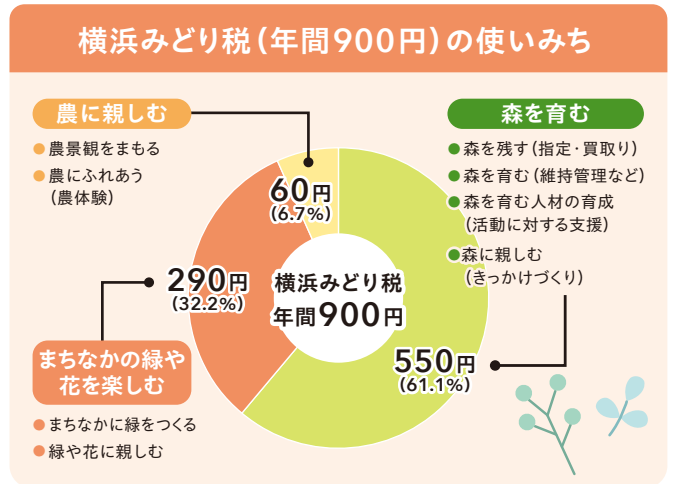 横浜みどり税（年間900円）の使いみち
農に親しむ
●農景観をまもる
●農にふれあう
（農体験）
森を育む
●森を残す（指定・買取り）
●森を育む（維持管理など）
●森を育む人材の育成
（活動に対する支援）
●森に親しむ
（きっかけづくり）
60円
(6.7%)
290円
(32.2%)
横浜みどり税
年間900円
550円
(61.1%)
まちなかの緑や
花を楽しむ
●まちなかに緑をつくる
●緑や花に親しむ